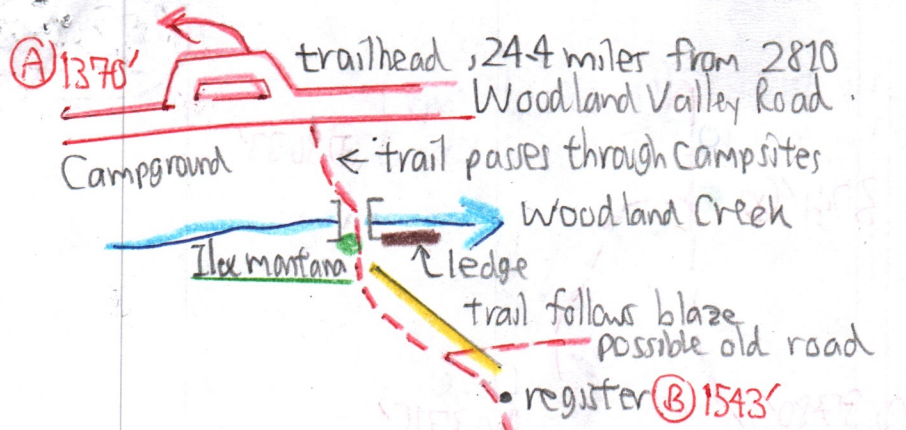 Ⓐ 1370' trailhead, 24.4 miles from 2810
Woodland Valley Road.
Campground
← trail passes through Campsites
Woodland Creek
Ilex montana
ledge
trail follows blaze
possible old road
register Ⓑ 1543'